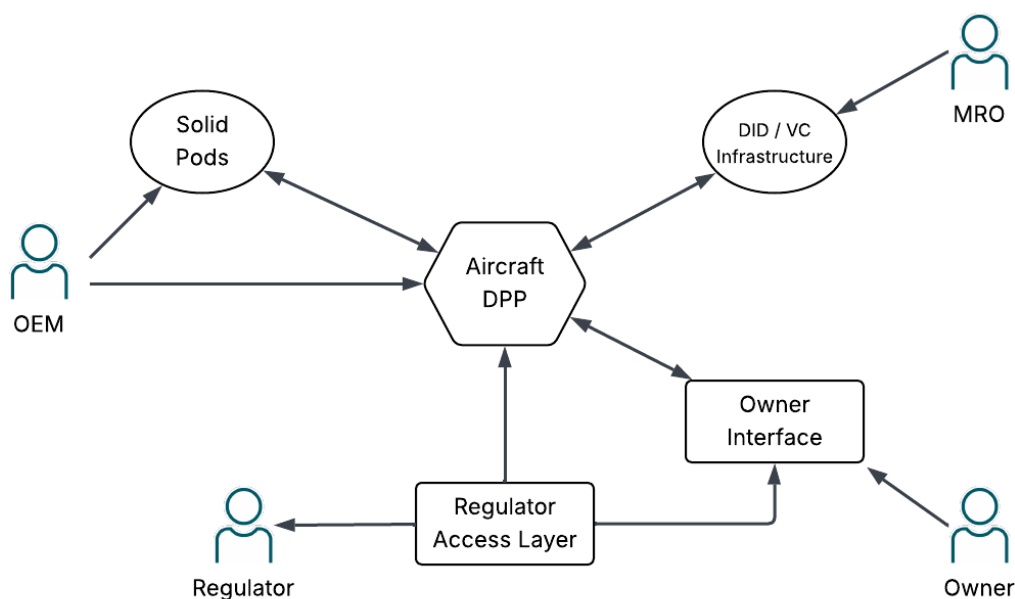 MRO
Solid
Pods
DID / VC
Infrastructure
OEM
Aircraft
DPP
Owner
Interface
Regulator
Access Layer
Regulator
Owner